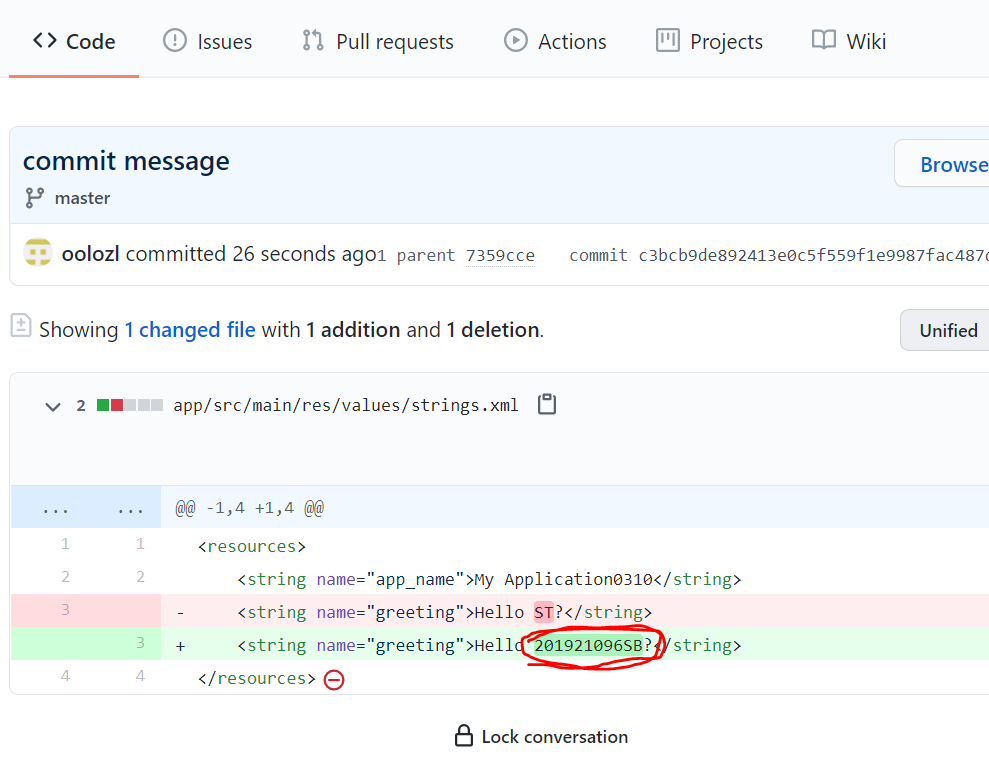 Code Issues Pull requests Actions Projects Wiki
commit message
Browse
master
oolozl committed 26 seconds ago 1 parent 7359cce commit c3bcb9de892413e0c5f559f1e9987fac487
Showing 1 changed file with 1 addition and 1 deletion.
Unified
2 app/src/main/res/values/strings.xml
... ... @@ -1,4 +1,4 @@
1 1 <resources>
2 2 <string name="app_name">My Application0310</string>
3 - <string name="greeting">Hello ST?</string>
3 + <string name="greeting">Hello 201921096SB?</string>
4 4 </resources>
Lock conversation